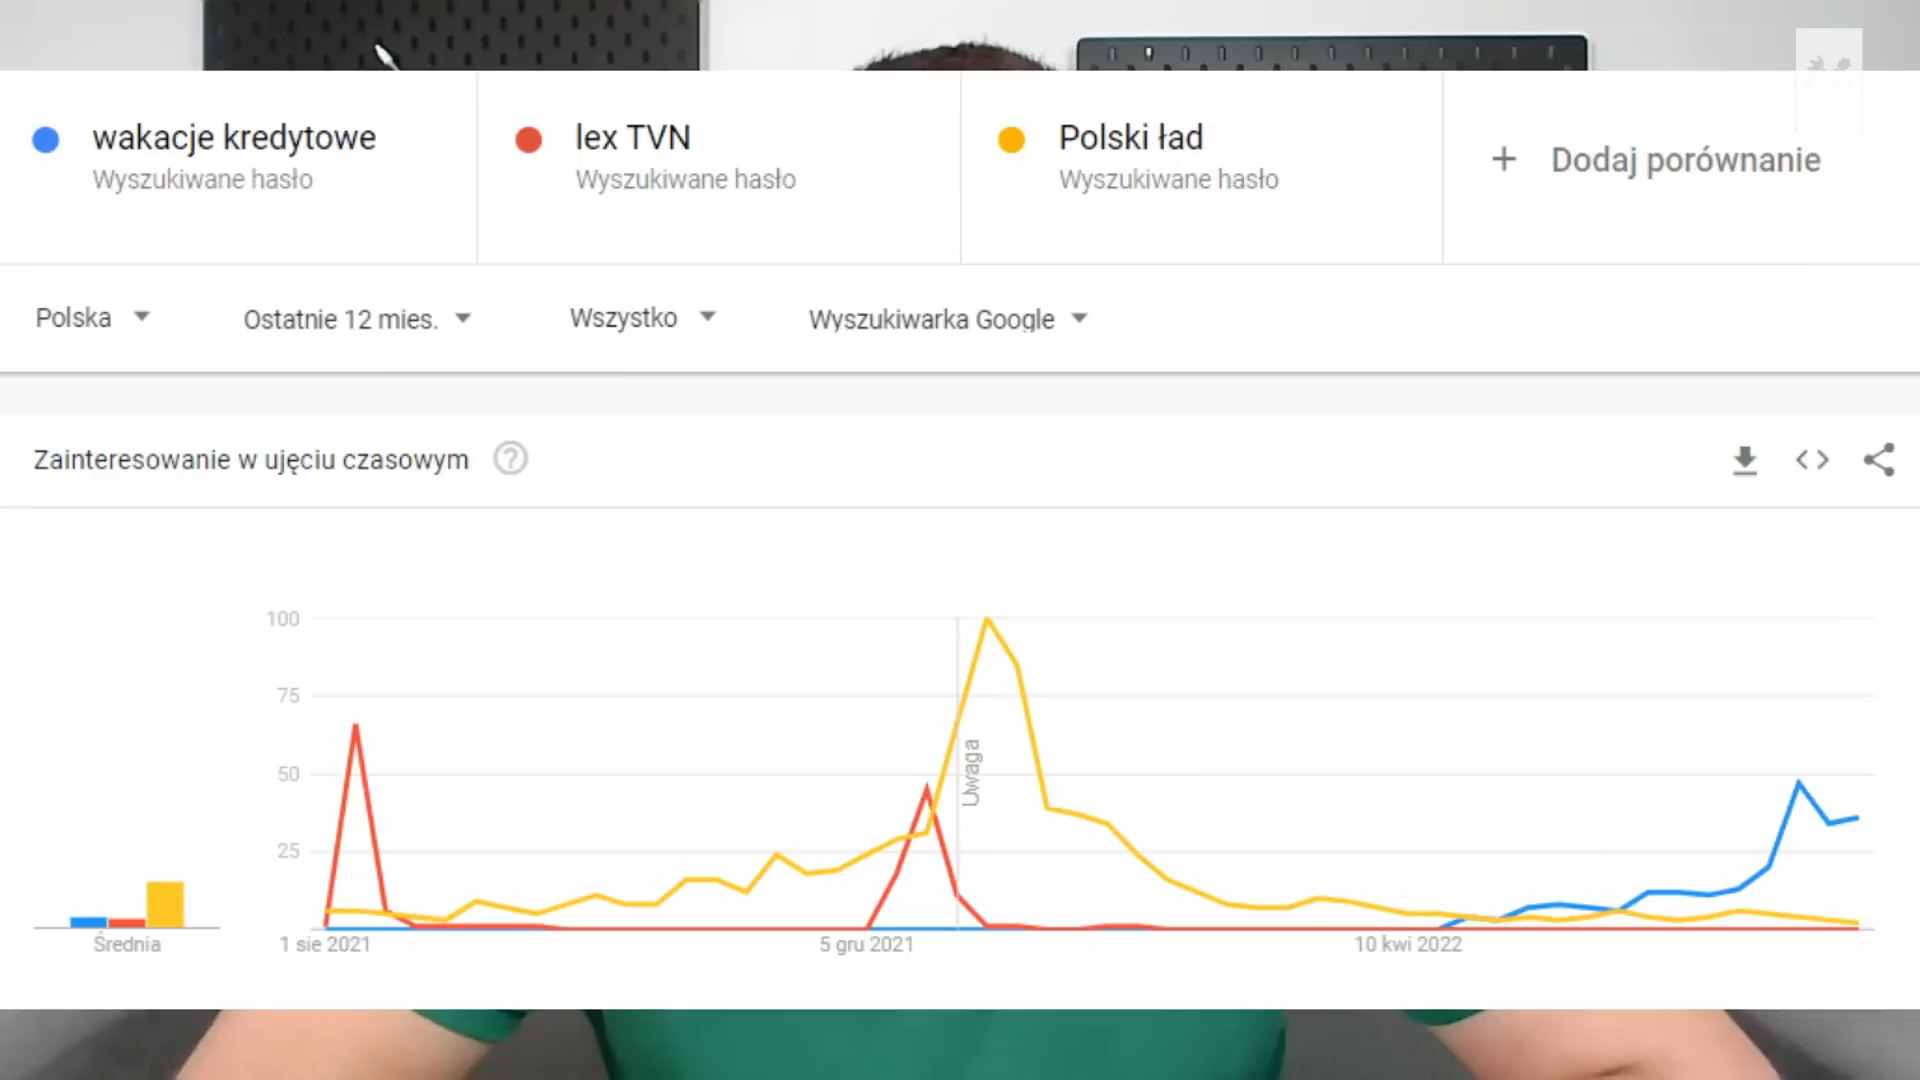 wakacje kredytowe
Wyszukiwane hasło
lex TVN
Wyszukiwane hasło
Polski ład
Wyszukiwane hasło
+ Dodaj porównanie
Polska
Ostatnie 12 mies.
Wszystko
Wyszukiwarka Google
Zainteresowanie w ujęciu czasowym
100
75
50
25
Uwaga
Średnia
1 sie 2021
5 gru 2021
10 kwi 2022